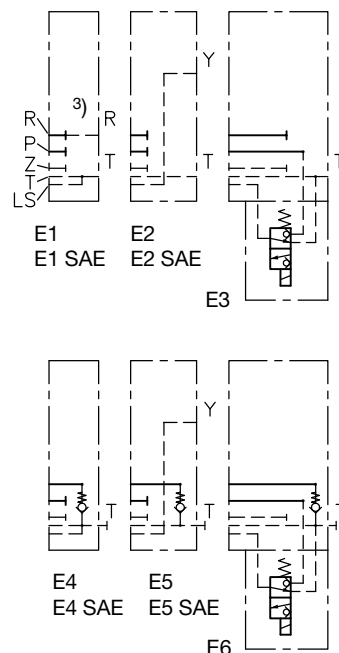 3)
Y
R R
P
Z T T T
T
LS
E1 E2
E1 SAE E2 SAE
E3
Y
T T T
E4 E5
E4 SAE E5 SAE
E6